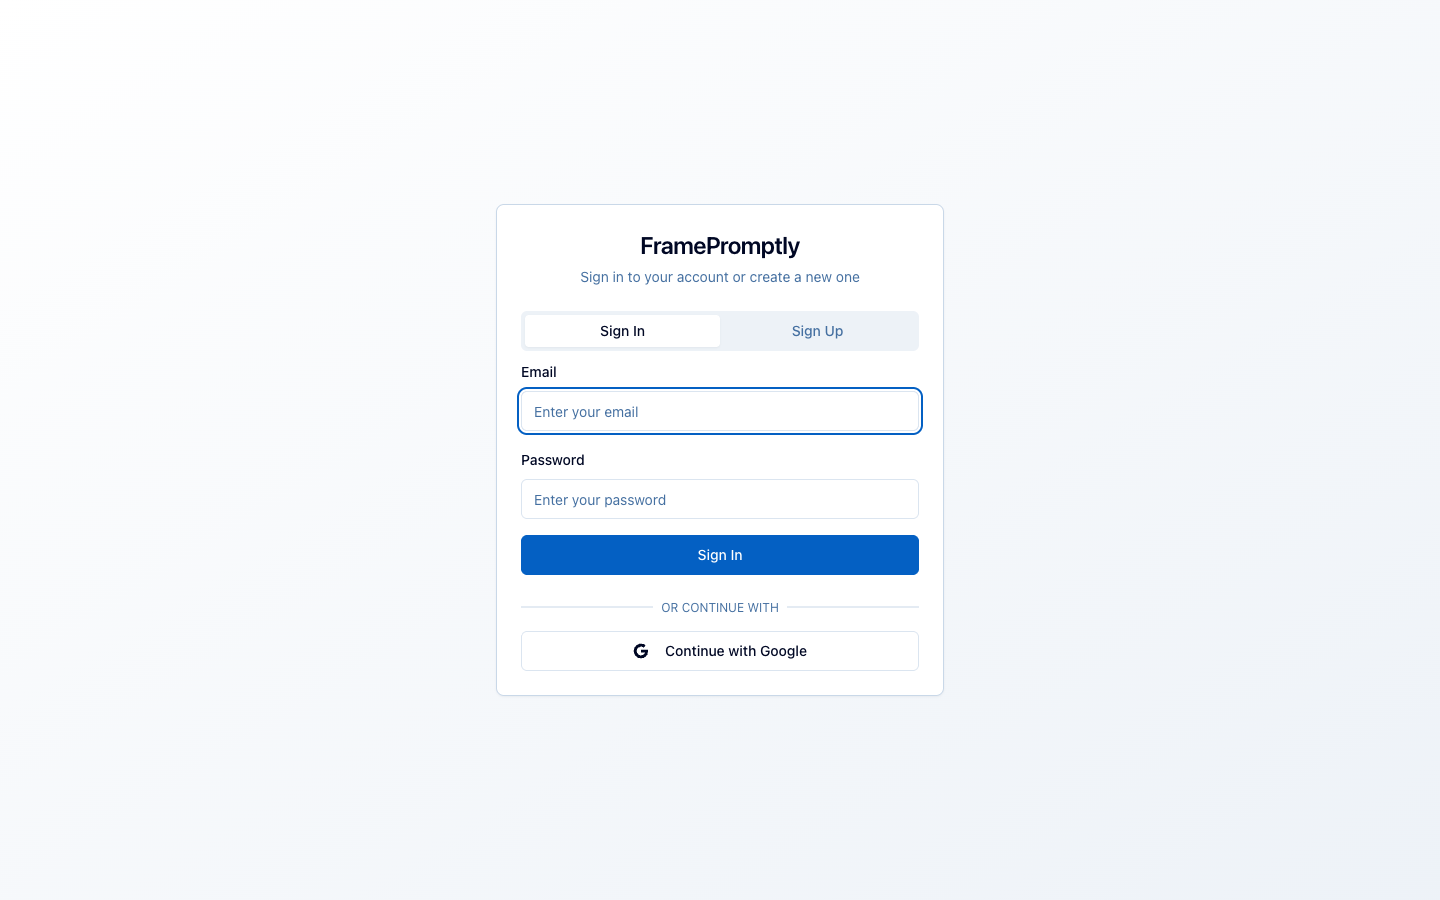 FramePromptly
Sign in to your account or create a new one
Sign In
Sign Up
Email
Enter your email
Password
Enter your password
Sign In
OR CONTINUE WITH
Continue with Google